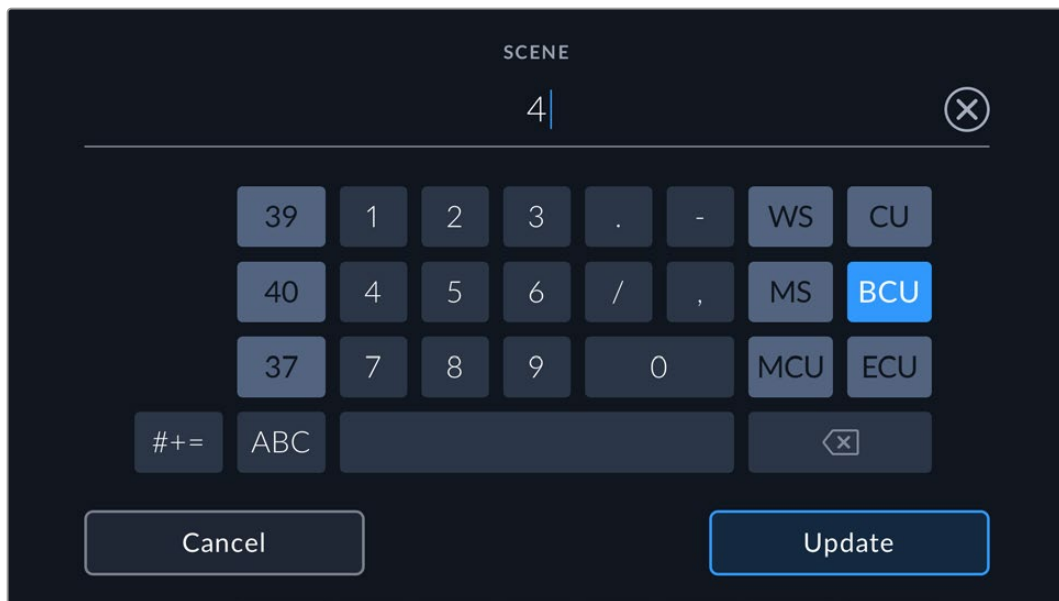 SCENE
4
39 1 2 3 . - WS CU
40 4 5 6 / , MS BCU
37 7 8 9 0 MCU ECU
#+= ABC
Cancel Update